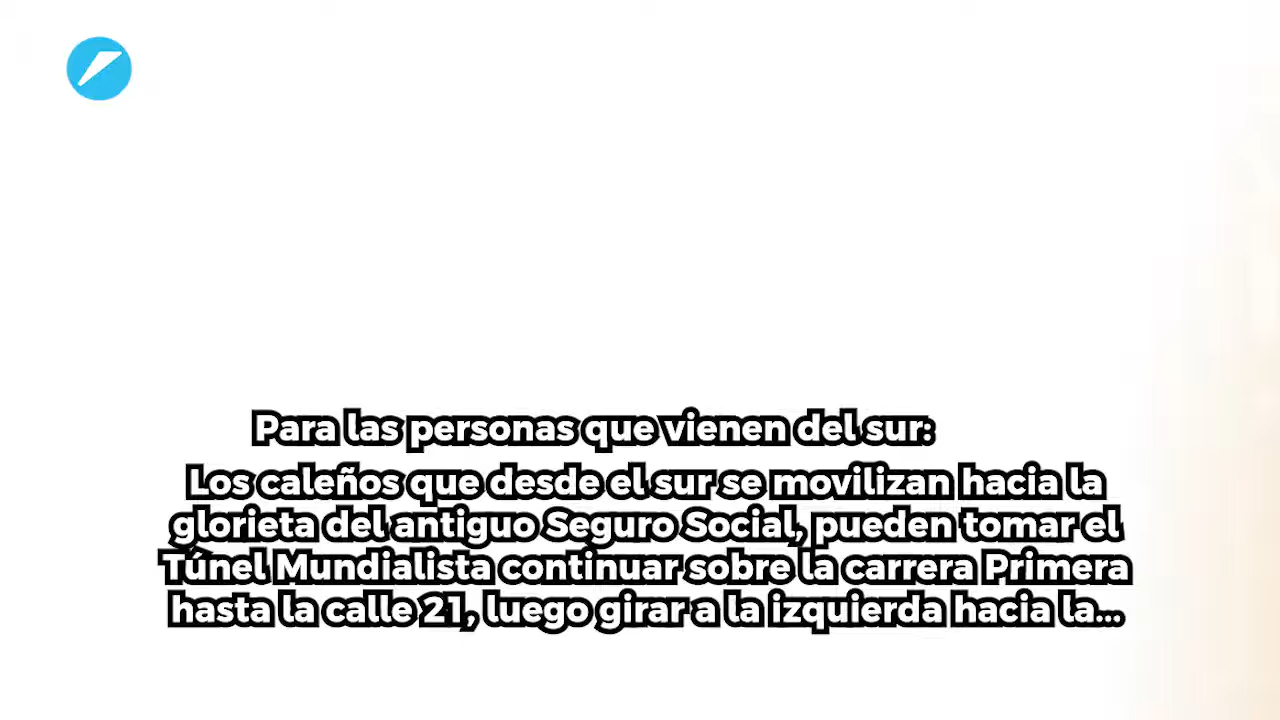 Para las personas que vienen del sur:
Los caleños que desde el sur se movilizan hacia la
glorieta del antiguo Seguro Social, pueden tomar el
Túnel Mundialista continuar sobre la carrera Primera
hasta la calle 21, luego girar a la izquierda hacia la...